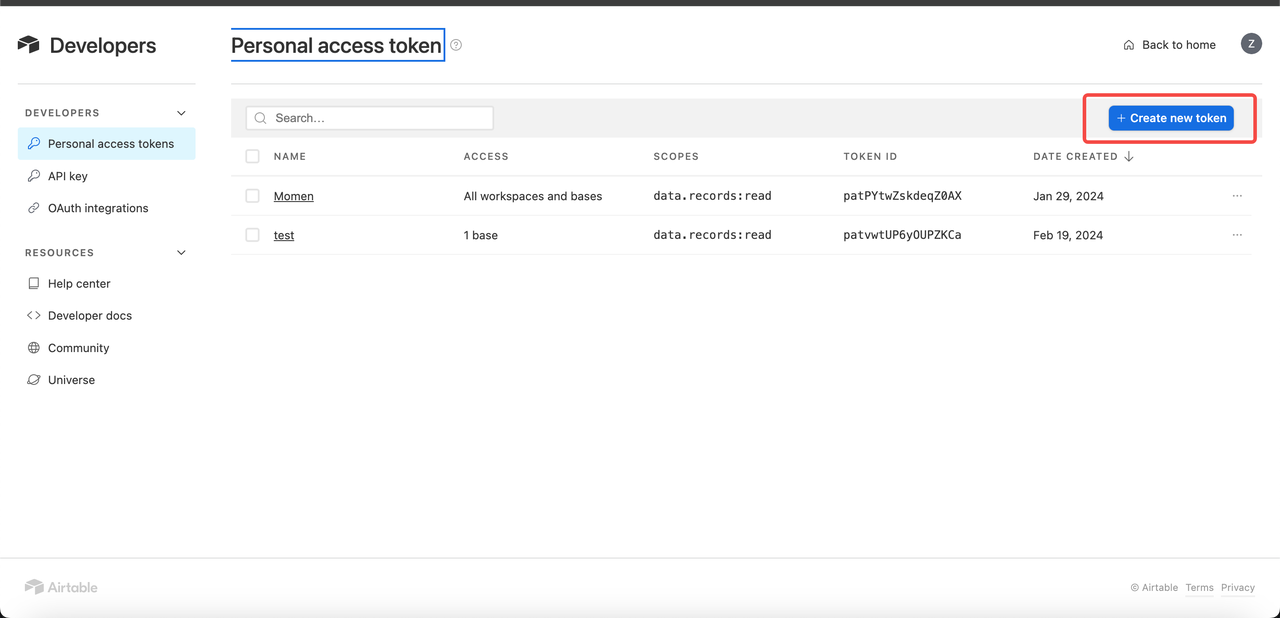 Developers
Personal access token
Back to home
Z
DEVELOPERS
Personal access tokens
API key
OAuth integrations
RESOURCES
Help center
Developer docs
Community
Universe
Search...
+ Create new token
NAME ACCESS SCOPES TOKEN ID DATE CREATED
Momen All workspaces and bases data.records:read patPYtwZskdeqZ0AX Jan 29, 2024
test 1 base data.records:read patvwtUP6yOUPZKCa Feb 19, 2024
Airtable
© Airtable Terms Privacy